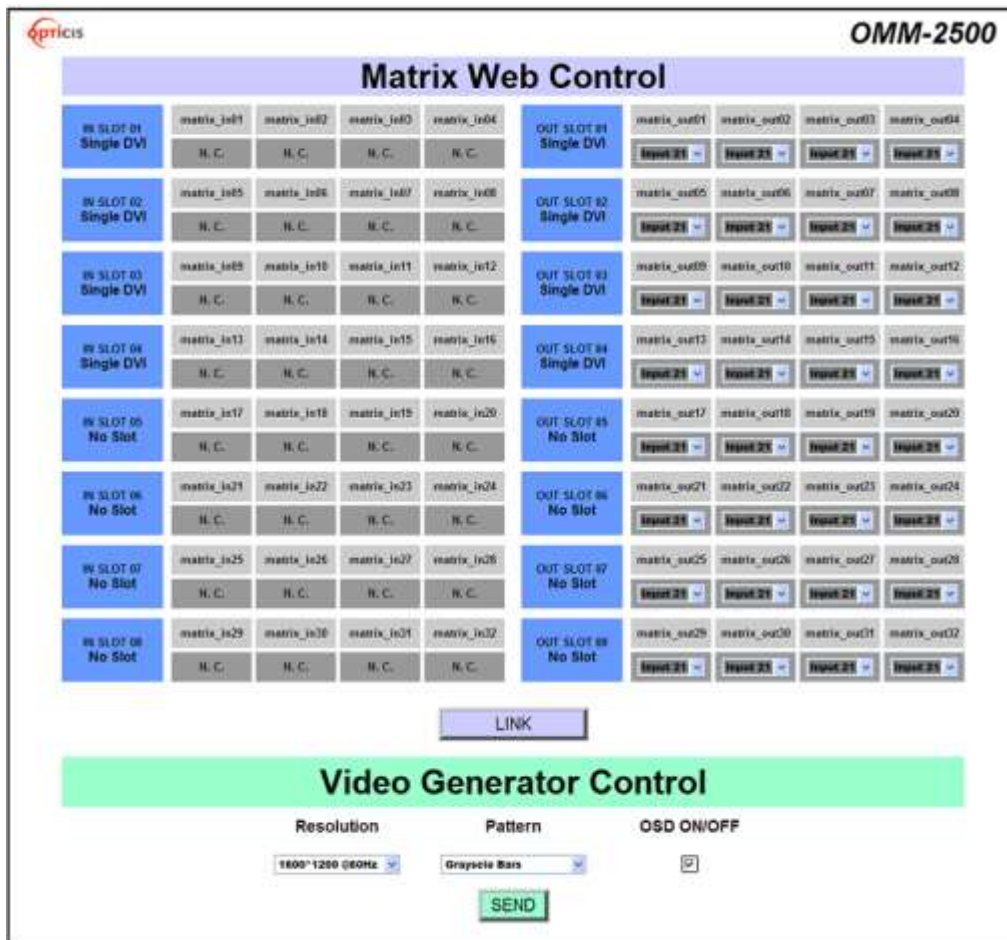 OPTICIS
OMM-2500
Matrix Web Control
IN SLOT 01 Single DVI
matrix_in01 matrix_in02 matrix_in03 matrix_in04
N. C. N. C. N. C. N. C.
OUT SLOT 01 Single DVI
matrix_out01 matrix_out02 matrix_out03 matrix_out04
Input 21 Input 21 Input 21 Input 21
IN SLOT 02 Single DVI
matrix_in05 matrix_in06 matrix_in07 matrix_in08
N. C. N. C. N. C. N. C.
OUT SLOT 02 Single DVI
matrix_out05 matrix_out06 matrix_out07 matrix_out08
Input 21 Input 21 Input 21 Input 21
IN SLOT 03 Single DVI
matrix_in09 matrix_in10 matrix_in11 matrix_in12
N. C. N. C. N. C. N. C.
OUT SLOT 03 Single DVI
matrix_out09 matrix_out10 matrix_out11 matrix_out12
Input 21 Input 21 Input 21 Input 21
IN SLOT 04 Single DVI
matrix_in13 matrix_in14 matrix_in15 matrix_in16
N. C. N. C. N. C. N. C.
OUT SLOT 04 Single DVI
matrix_out13 matrix_out14 matrix_out15 matrix_out16
Input 21 Input 21 Input 21 Input 21
IN SLOT 05 No Slot
matrix_in17 matrix_in18 matrix_in19 matrix_in20
N. C. N. C. N. C. N. C.
OUT SLOT 05 No Slot
matrix_out17 matrix_out18 matrix_out19 matrix_out20
Input 21 Input 21 Input 21 Input 21
IN SLOT 06 No Slot
matrix_in21 matrix_in22 matrix_in23 matrix_in24
N. C. N. C. N. C. N. C.
OUT SLOT 06 No Slot
matrix_out21 matrix_out22 matrix_out23 matrix_out24
Input 21 Input 21 Input 21 Input 21
IN SLOT 07 No Slot
matrix_in25 matrix_in26 matrix_in27 matrix_in28
N. C. N. C. N. C. N. C.
OUT SLOT 07 No Slot
matrix_out25 matrix_out26 matrix_out27 matrix_out28
Input 21 Input 21 Input 21 Input 21
IN SLOT 08 No Slot
matrix_in29 matrix_in30 matrix_in31 matrix_in32
N. C. N. C. N. C. N. C.
OUT SLOT 08 No Slot
matrix_out29 matrix_out30 matrix_out31 matrix_out32
Input 21 Input 21 Input 21 Input 21
LINK
Video Generator Control
Resolution Pattern OSD ON/OFF
1600*1200 @60Hz Grayscle Bars
SEND